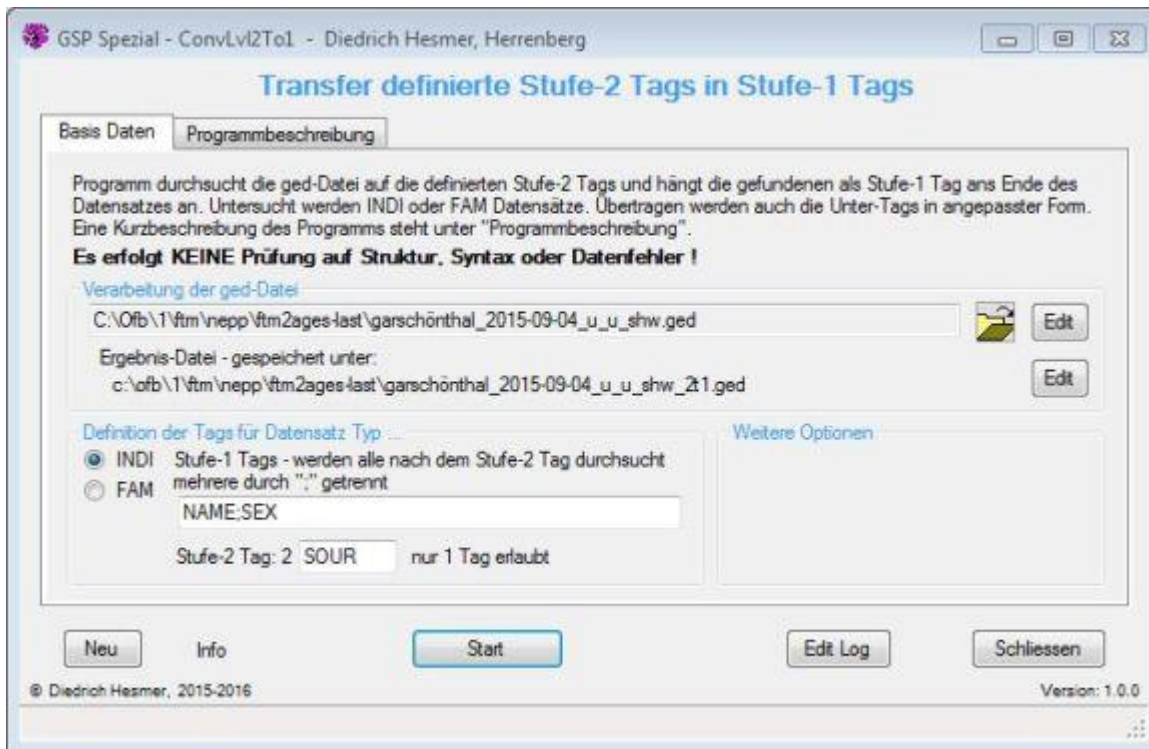 GSP Spezial - ConvLvl2To1 - Diedrich Hesmer, Herrenberg
Transfer definierte Stufe-2 Tags in Stufe-1 Tags
Basis Daten
Programmbeschreibung
Programm durchsucht die ged-Datei auf die definierten Stufe-2 Tags und hängt die gefundenen als Stufe-1 Tag ans Ende des
Datensatzes an. Untersucht werden INDI oder FAM Datensätze. Übertragen werden auch die Unter-Tags in angepasster Form.
Eine Kurzbeschreibung des Programms steht unter "Programmbeschreibung".
Es erfolgt KEINE Prüfung auf Struktur, Syntax oder Datenfehler !
Verarbeitung der ged-Datei
C:\Ofb\1\ftm\nepp\ftm2ages-last\garschönthal_2015-09-04_u_u_shw.ged
Edit
Ergebnis-Datei - gespeichert unter:
c:\ofb\1\ftm\nepp\ftm2ages-last\garschönthal_2015-09-04_u_u_shw_2t1.ged
Edit
Definition der Tags für Datensatz Typ ...
Weitere Optionen
INDI Stufe-1 Tags - werden alle nach dem Stufe-2 Tag durchsucht
FAM mehrere durch ";" getrennt
NAME;SEX
Stufe-2 Tag: 2 SOUR nur 1 Tag erlaubt
Neu
Info
Start
Edit Log
Schliessen
© Diedrich Hesmer, 2015-2016
Version: 1.0.0